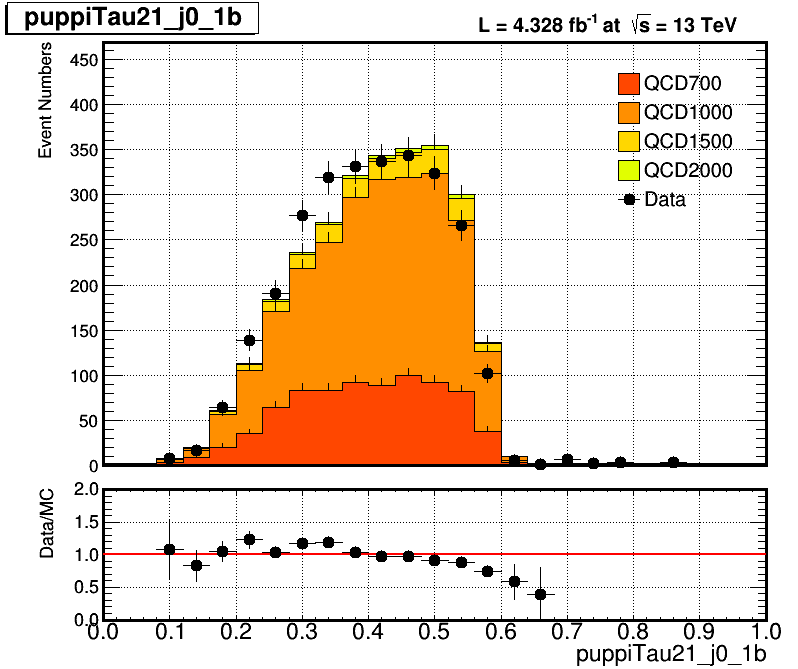 puppiTau21_j0_1b
L = 4.328 fb⁻¹ at √s = 13 TeV
Event Numbers
450
400
350
300
250
200
150
100
50
0
QCD700
QCD1000
QCD1500
QCD2000
Data
Data/MC
2.0
1.5
1.0
0.5
0.0
0.0 0.1 0.2 0.3 0.4 0.5 0.6 0.7 0.8 0.9 1.0
puppiTau21_j0_1b